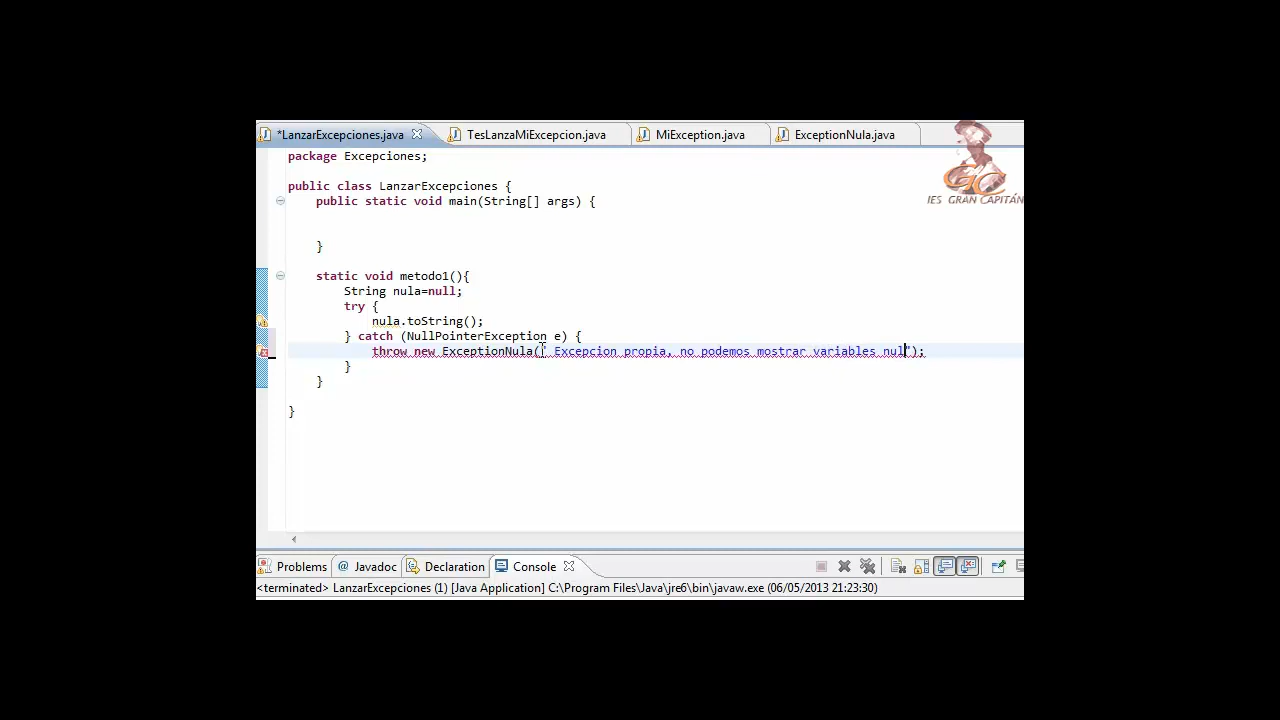 *LanzarExcepciones.java TesLanzaMiExcepcion.java MiException.java ExceptionNula.java
GC
IES GRAN CAPITÁN
package Excepciones;
public class LanzarExcepciones {
public static void main(String[] args) {
}
static void metodo1(){
String nula=null;
try {
nula.toString();
} catch (NullPointerException e) {
throw new ExceptionNula(" Excepcion propia, no podemos mostrar variables nul");
}
}
}
Problems @ Javadoc Declaration Console
<terminated> LanzarExcepciones (1) [Java Application] C:\Program Files\Java\jre6\bin\javaw.exe (06/05/2013 21:23:30)